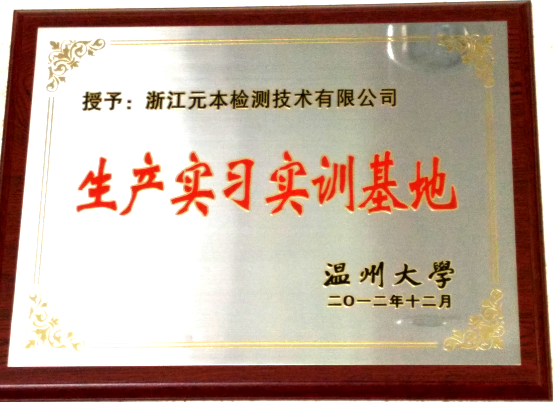 授予：浙江元本检测技术有限公司
生产实习实训基地
温州大學
二〇一二年十二月